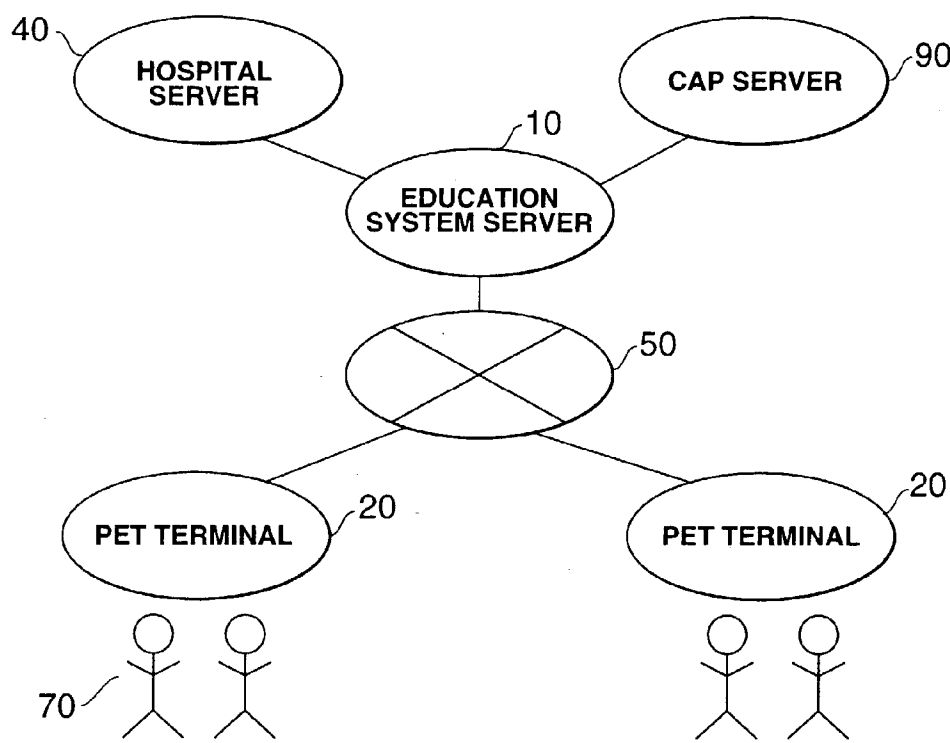 40
HOSPITAL
SERVER
CAP SERVER
90
10
EDUCATION
SYSTEM SERVER
50
PET TERMINAL
20
PET TERMINAL
20
70